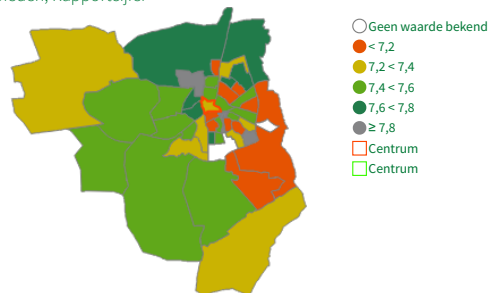 Geen waarde bekend
< 7,2
7,2 < 7,4
7,4 < 7,6
7,6 < 7,8
≥ 7,8
Centrum
Centrum